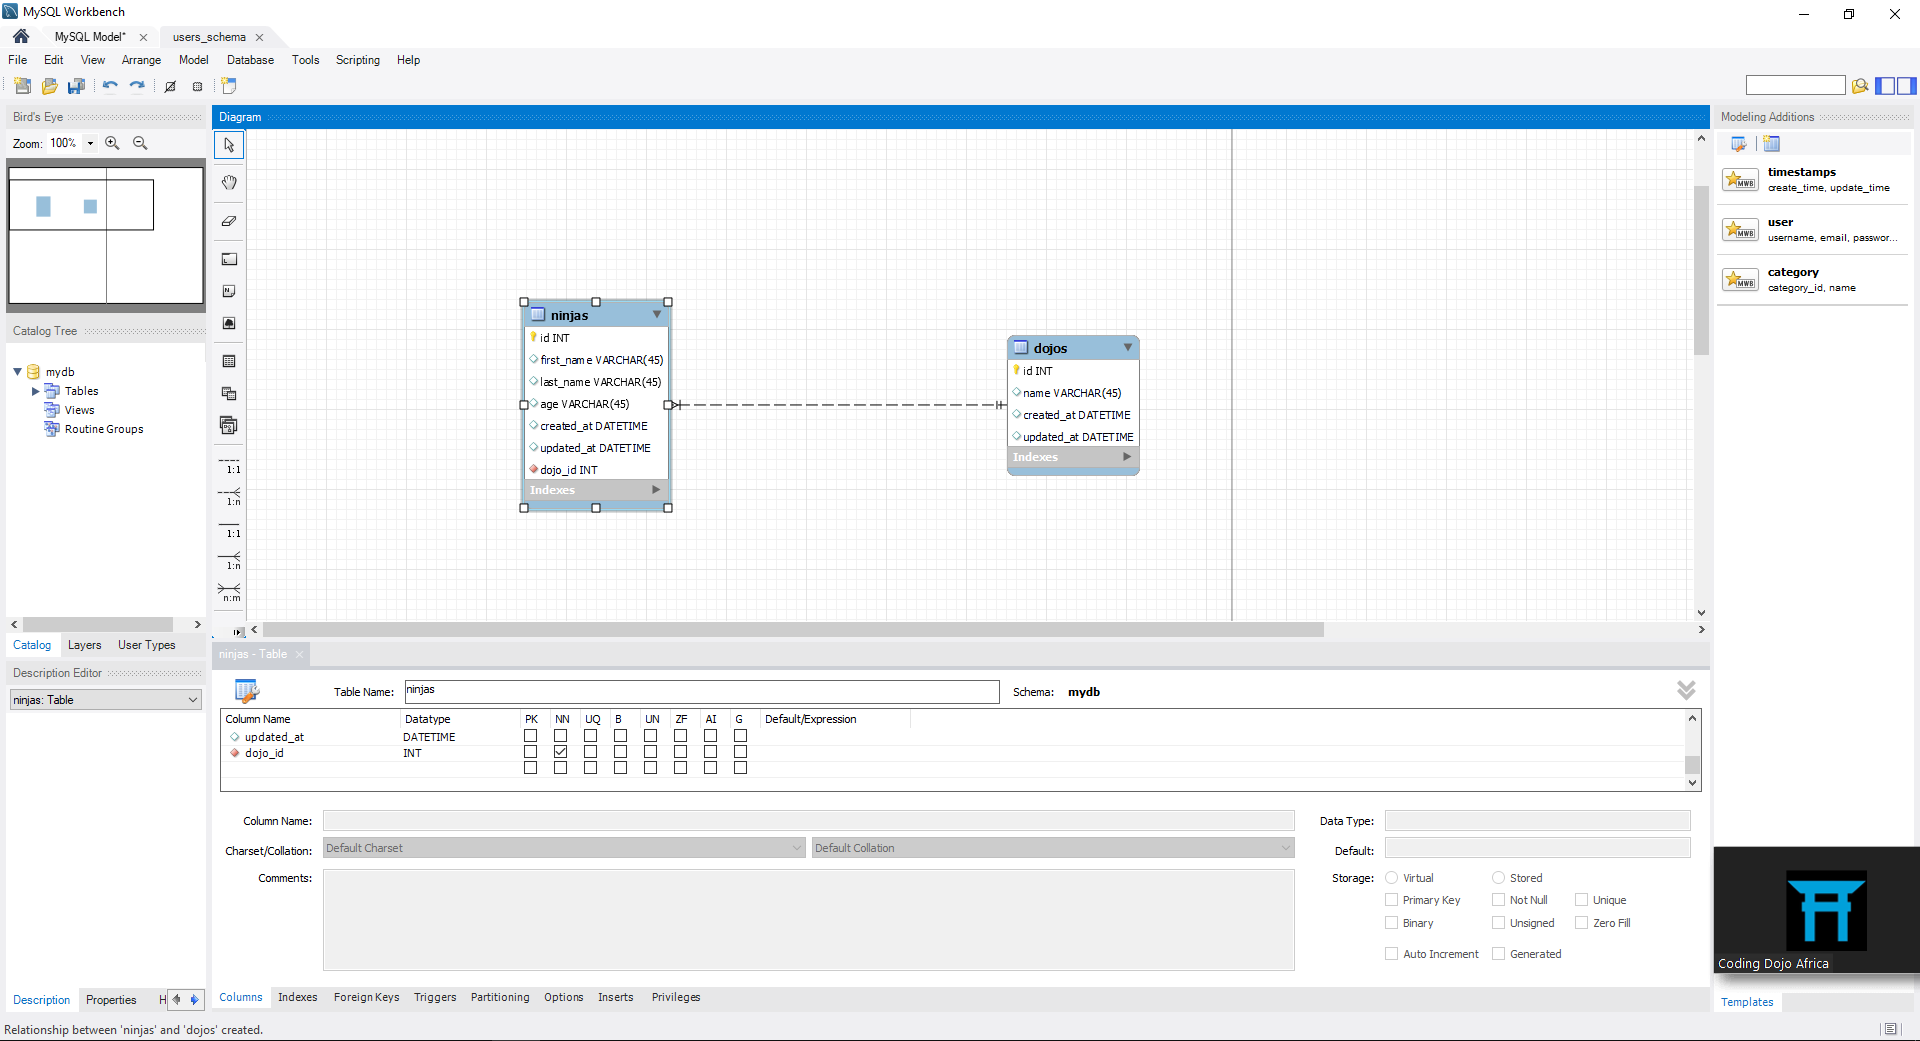 MySQL Workbench
MySQL Model* users_schema
File Edit View Arrange Model Database Tools Scripting Help
Bird's Eye
Zoom: 100%
Catalog Tree
mydb
Tables
Views
Routine Groups
Catalog Layers User Types
Description Editor
ninjas: Table
Description Properties H
Diagram
1:1
1:n
1:1
1:n
n:m
ninjas
id INT
first_name VARCHAR(45)
last_name VARCHAR(45)
age VARCHAR(45)
created_at DATETIME
updated_at DATETIME
dojo_id INT
Indexes
dojos
id INT
name VARCHAR(45)
created_at DATETIME
updated_at DATETIME
Indexes
Modeling Additions
MWB
timestamps
create_time, update_time
MWB
user
username, email, passwor...
MWB
category
category_id, name
ninjas - Table
Table Name: ninjas Schema: mydb
Column Name Datatype PK NN UQ B UN ZF AI G Default/Expression
updated_at DATETIME
dojo_id INT
Column Name: Data Type:
Charset/Collation: Default Charset Default Collation Default:
Comments: Storage: Virtual Stored
Primary Key Not Null Unique
Binary Unsigned Zero Fill
Auto Increment Generated
Columns Indexes Foreign Keys Triggers Partitioning Options Inserts Privileges
Coding Dojo Africa
Templates
Relationship between 'ninjas' and 'dojos' created.